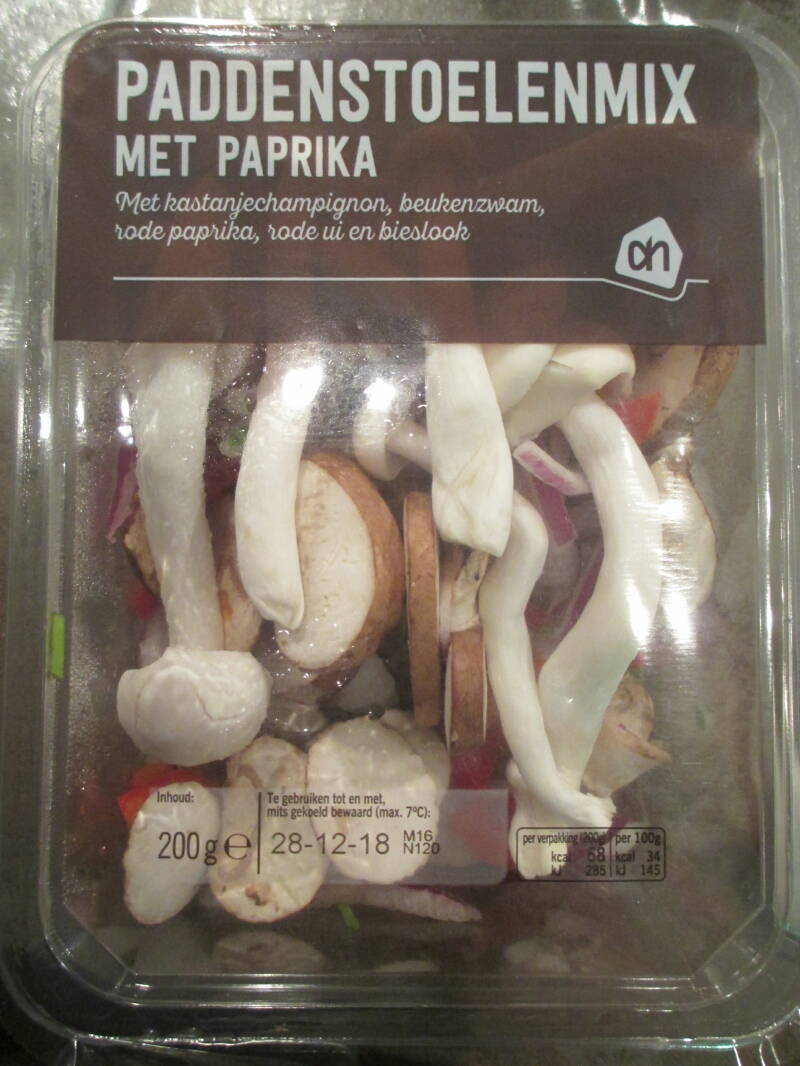 PADDENSTOELENMIX
MET PAPRIKA
Met kastanjechampignon, beukenzwam,
rode paprika, rode ui en bieslook
ah
Inhoud:
200 g e
Te gebruiken tot en met,
mits gekoeld bewaard (max. 7°C):
28-12-18 M16
N120
per verpakking (200g) per 100g
kcal 68 kcal 34
kJ 285 kJ 145